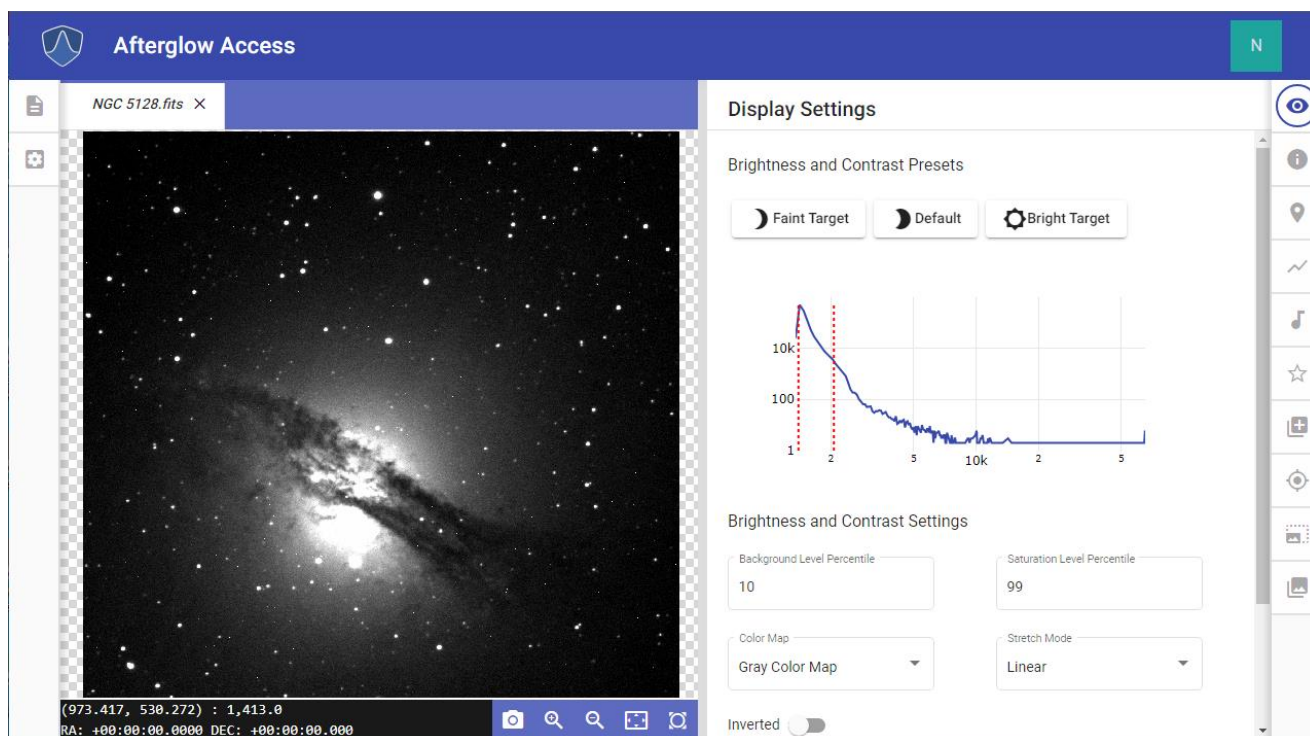 Afterglow Access
N
NGC 5128.fits ×
Display Settings
Brightness and Contrast Presets
Faint Target
Default
Bright Target
10k
100
1
2
5
10k
2
5
Brightness and Contrast Settings
Background Level Percentile
10
Saturation Level Percentile
99
Color Map
Gray Color Map
Stretch Mode
Linear
Inverted
(973.417, 530.272) : 1,413.0
RA: +00:00:00.0000 DEC: +00:00:00.000